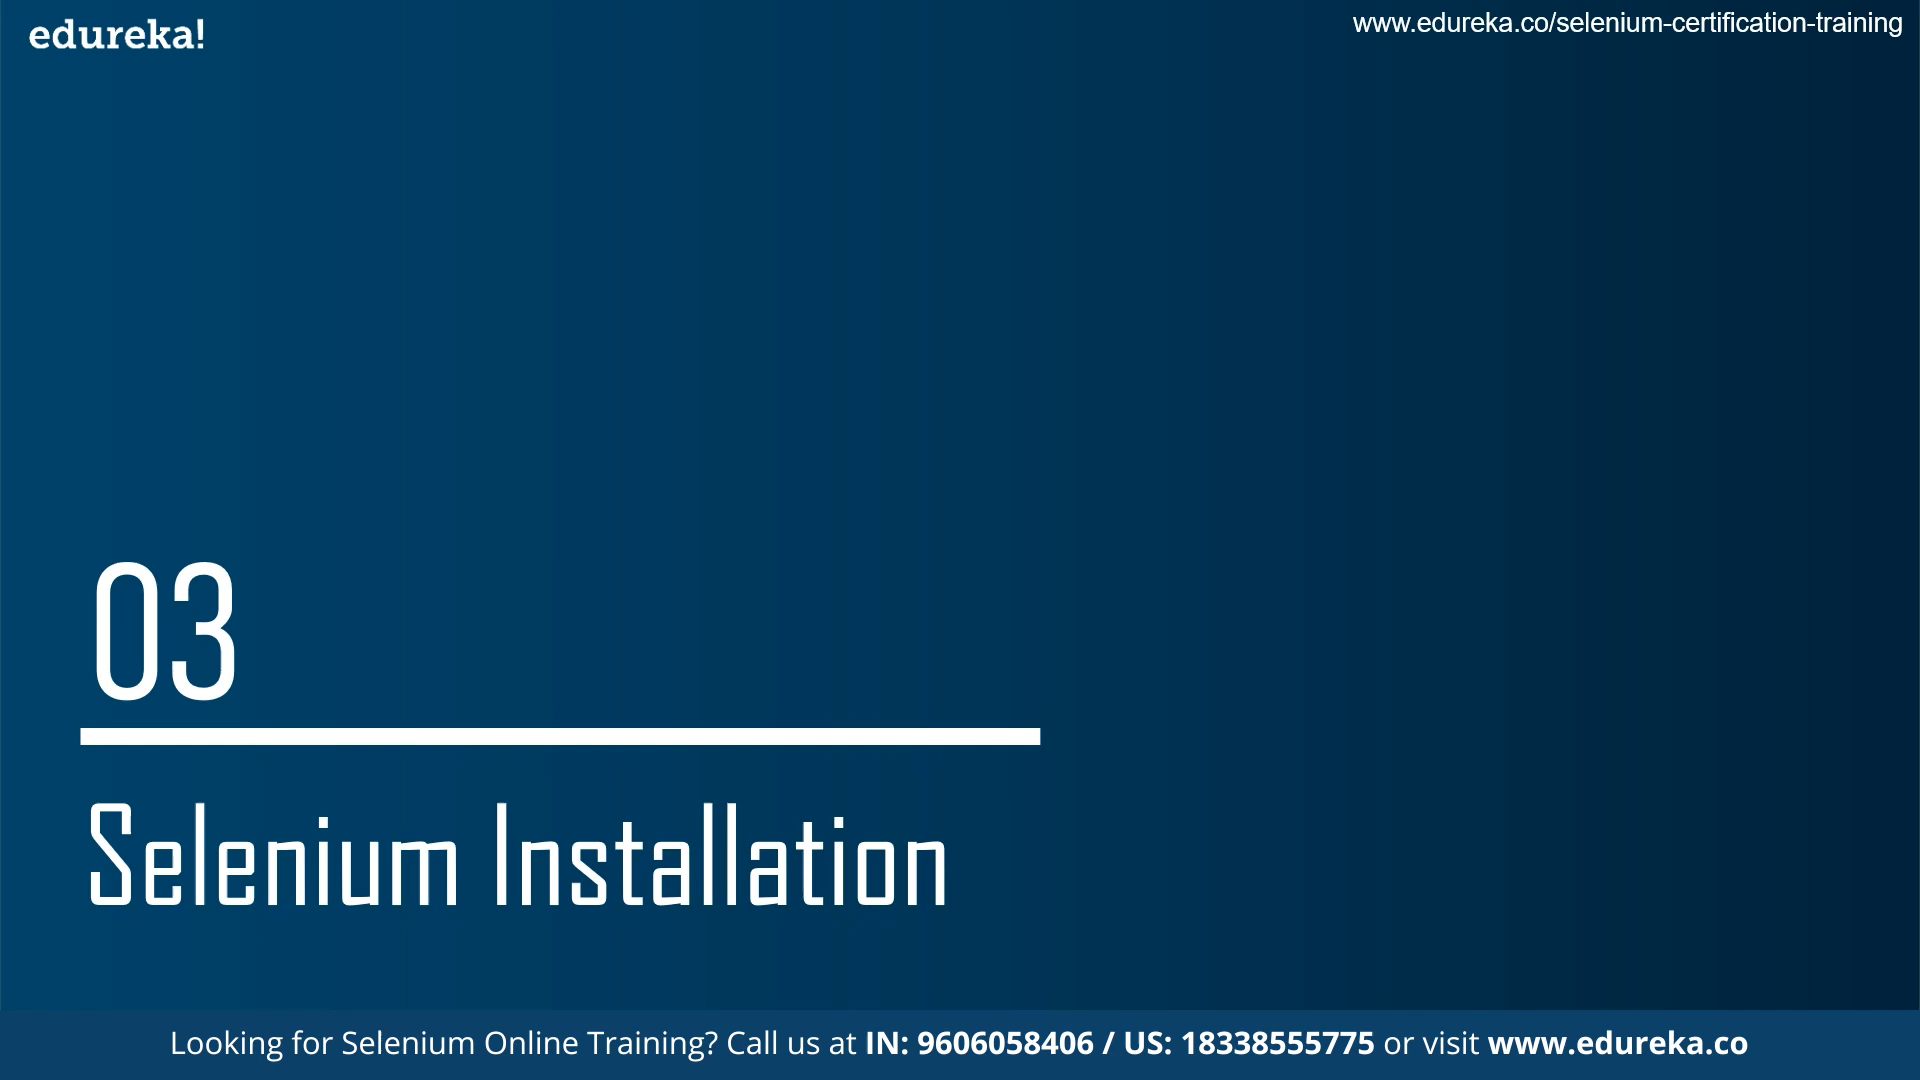 edureka!
www.edureka.co/selenium-certification-training
03
Selenium Installation
Looking for Selenium Online Training? Call us at IN: 9606058406 / US: 18338555775 or visit www.edureka.co